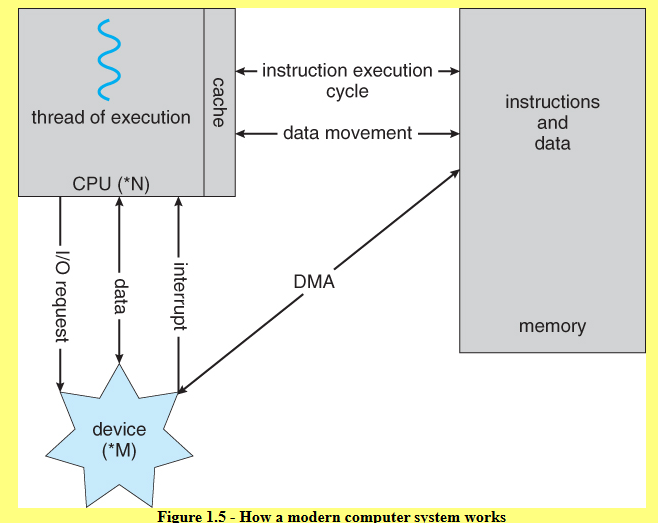 thread of execution
cache
CPU (*N)
instruction execution
cycle
data movement
instructions
and
data
memory
I/O request
data
interrupt
DMA
device
(*M)
Figure 1.5 - How a modern computer system works